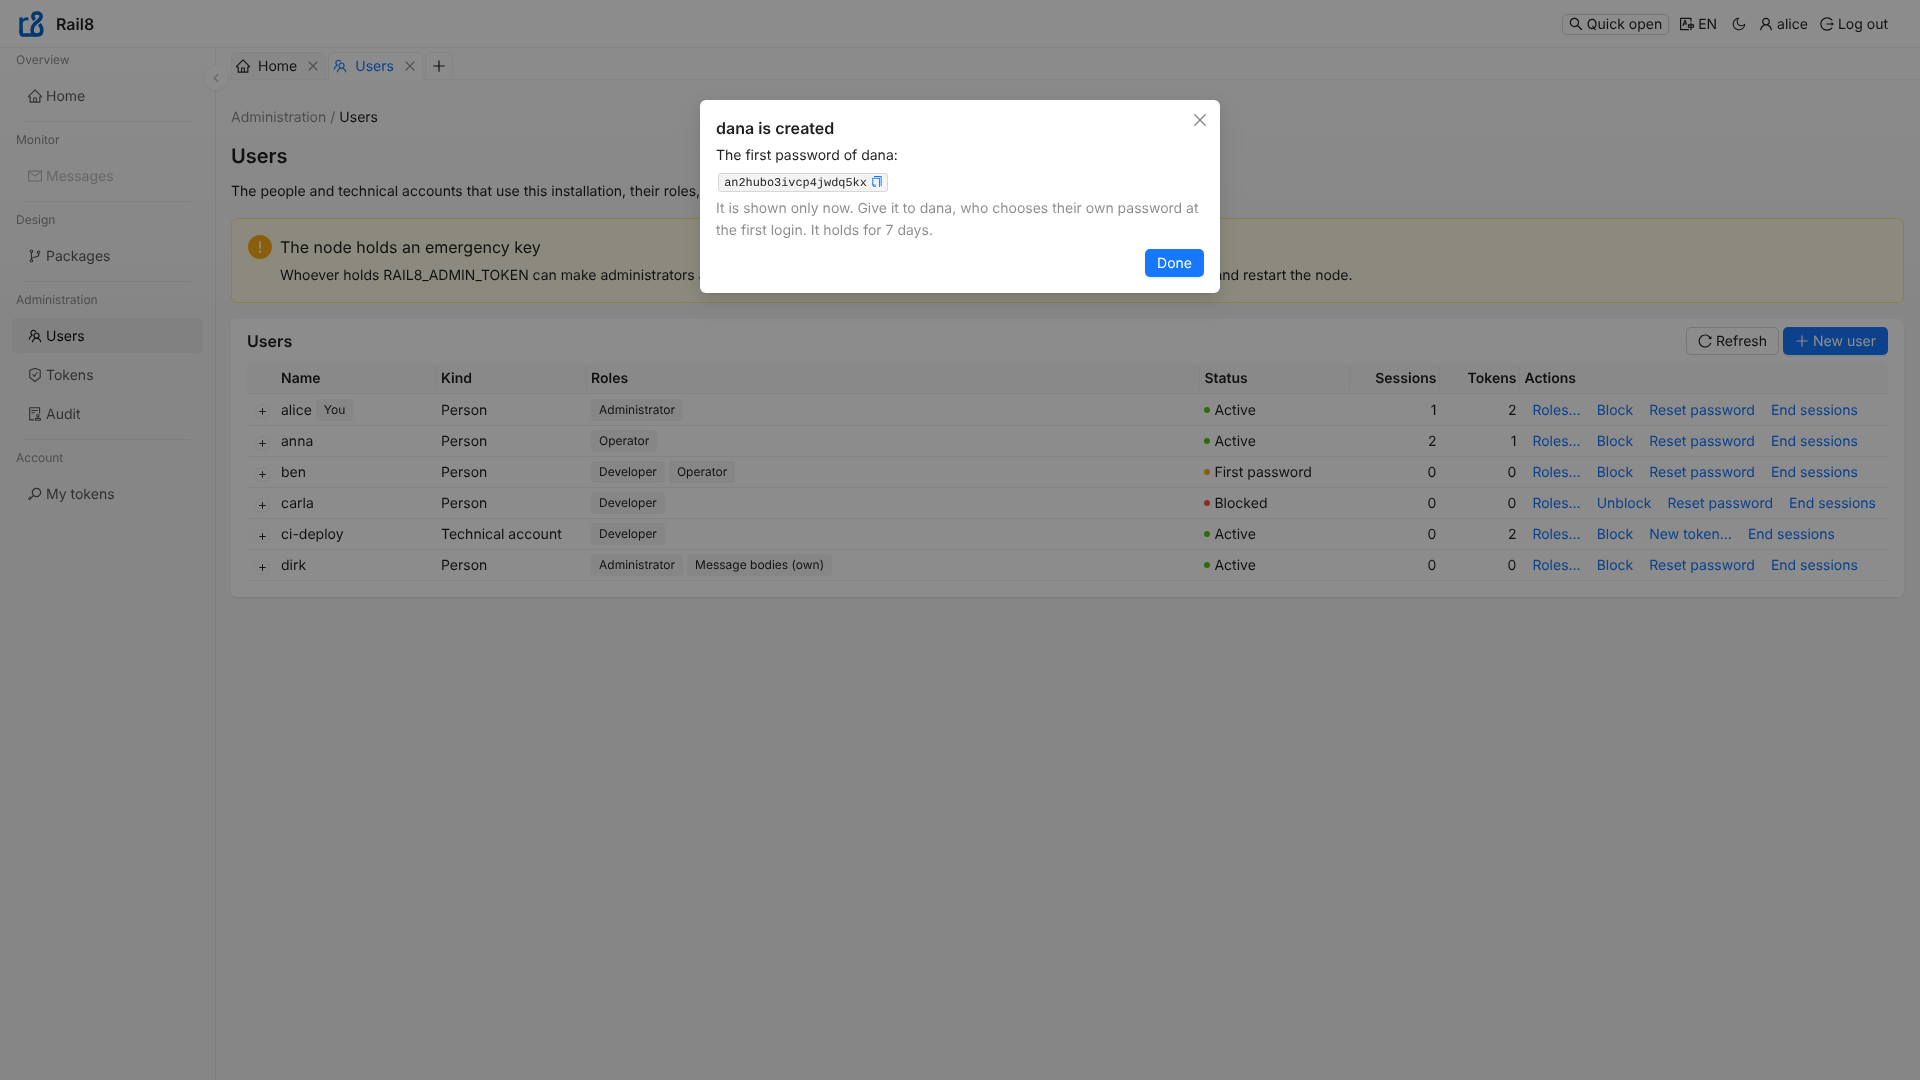 Rail8
Quick open EN alice Log out
Overview
Home
Monitor
Messages
Design
Packages
Administration
Users
Tokens
Audit
Account
My tokens
Home Users
Administration / Users
Users
The people and technical accounts that use this installation, their roles,
The node holds an emergency key
Whoever holds RAIL8_ADMIN_TOKEN can make administrators and restart the node.
dana is created
The first password of dana:
an2hubo3ivcp4jwdq5kx
It is shown only now. Give it to dana, who chooses their own password at
the first login. It holds for 7 days.
Done
Users Refresh New user
Name Kind Roles Status Sessions Tokens Actions
alice You Person Administrator Active 1 2 Roles... Block Reset password End sessions
anna Person Operator Active 2 1 Roles... Block Reset password End sessions
ben Person Developer Operator First password 0 0 Roles... Block Reset password End sessions
carla Person Developer Blocked 0 0 Roles... Unblock Reset password End sessions
ci-deploy Technical account Developer Active 0 2 Roles... Block New token... End sessions
dirk Person Administrator Message bodies (own) Active 0 0 Roles... Block Reset password End sessions